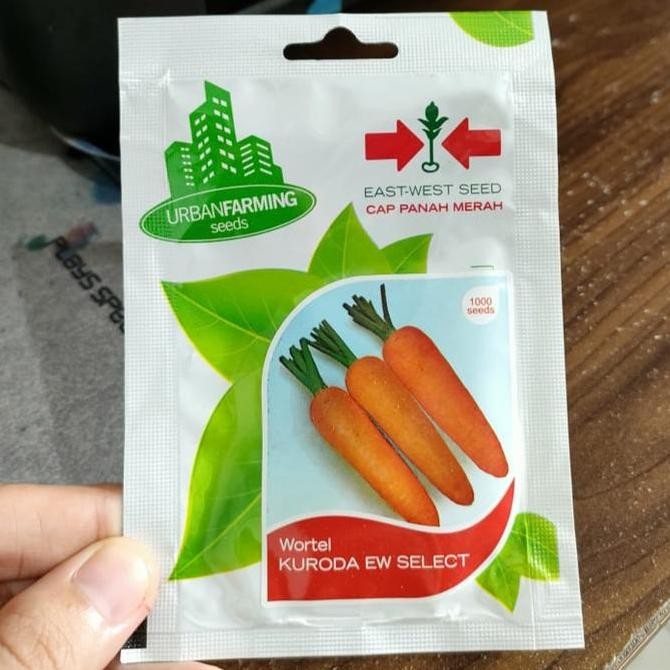 URBANFARMING
seeds
EAST-WEST SEED
CAP PANAH MERAH
1000
seeds
Wortel
KURODA EW SELECT